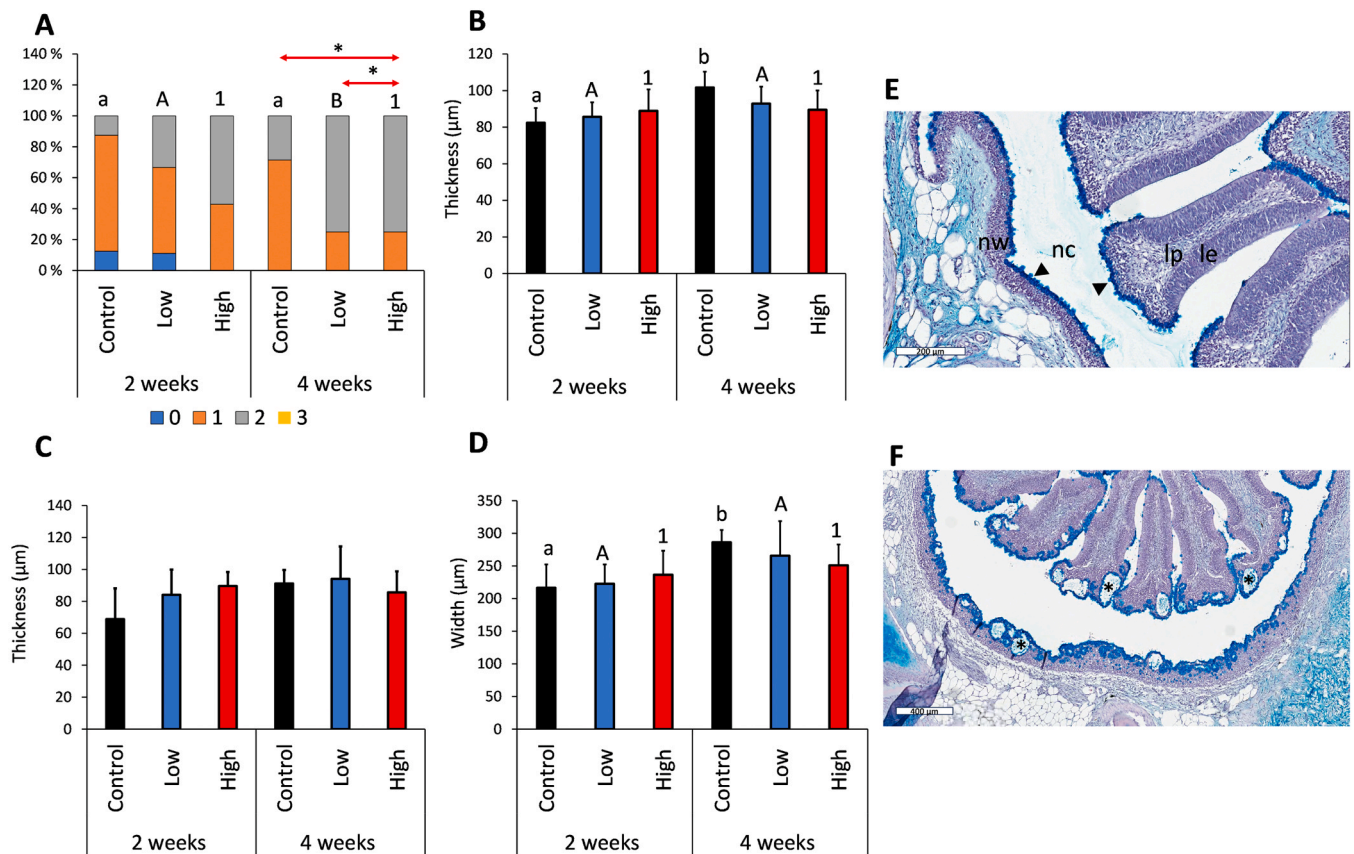 A
140 %
120 %
100 %
80 %
60 %
40 %
20 %
0 %
*
*
a A 1 a B 1
Control Low High Control Low High
2 weeks 4 weeks
0 1 2 3
B
Thickness (µm)
120
100
80
60
40
20
0
a A 1 b A 1
Control Low High Control Low High
2 weeks 4 weeks
E
nw nc lp le
200 µm
C
Thickness (µm)
140
120
100
80
60
40
20
0
Control Low High Control Low High
2 weeks 4 weeks
D
Width (µm)
350
300
250
200
150
100
50
0
a A 1 b A 1
Control Low High Control Low High
2 weeks 4 weeks
F
* *
*
400 µm